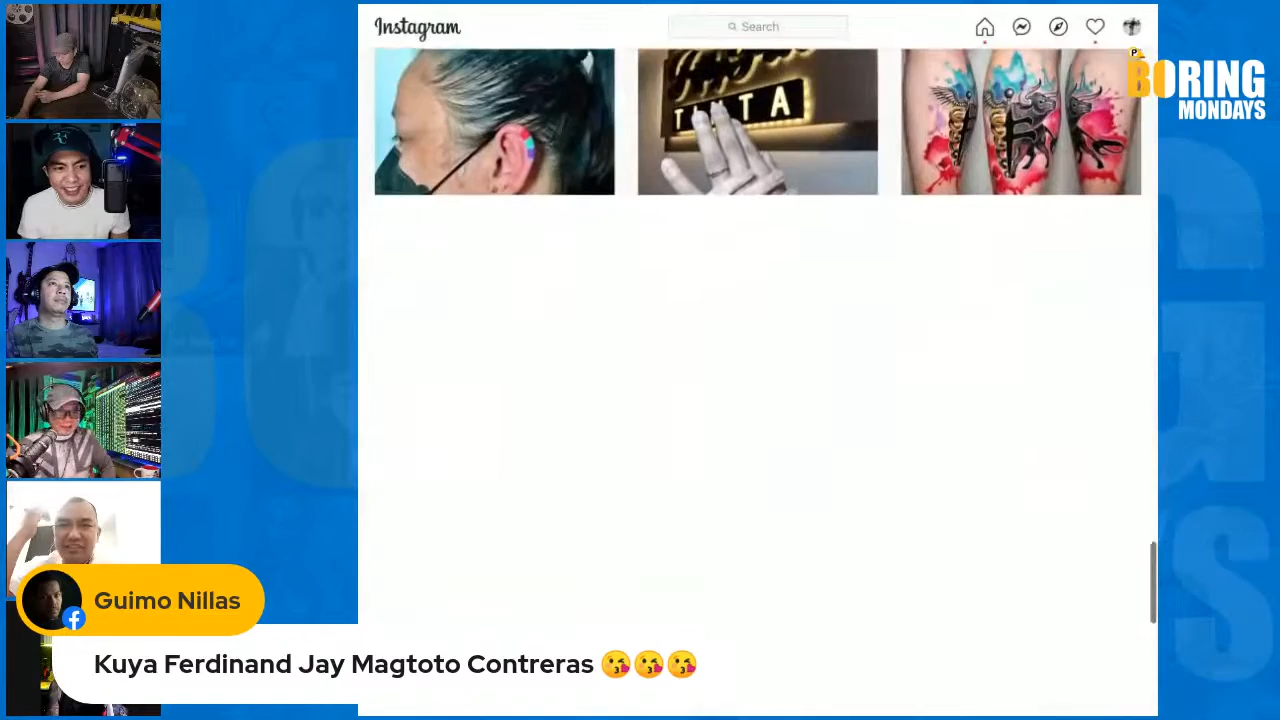 Instagram
Search
BORING
MONDAYS
Guimo Nillas
Kuya Ferdinand Jay Magtoto Contreras 😘😘😘